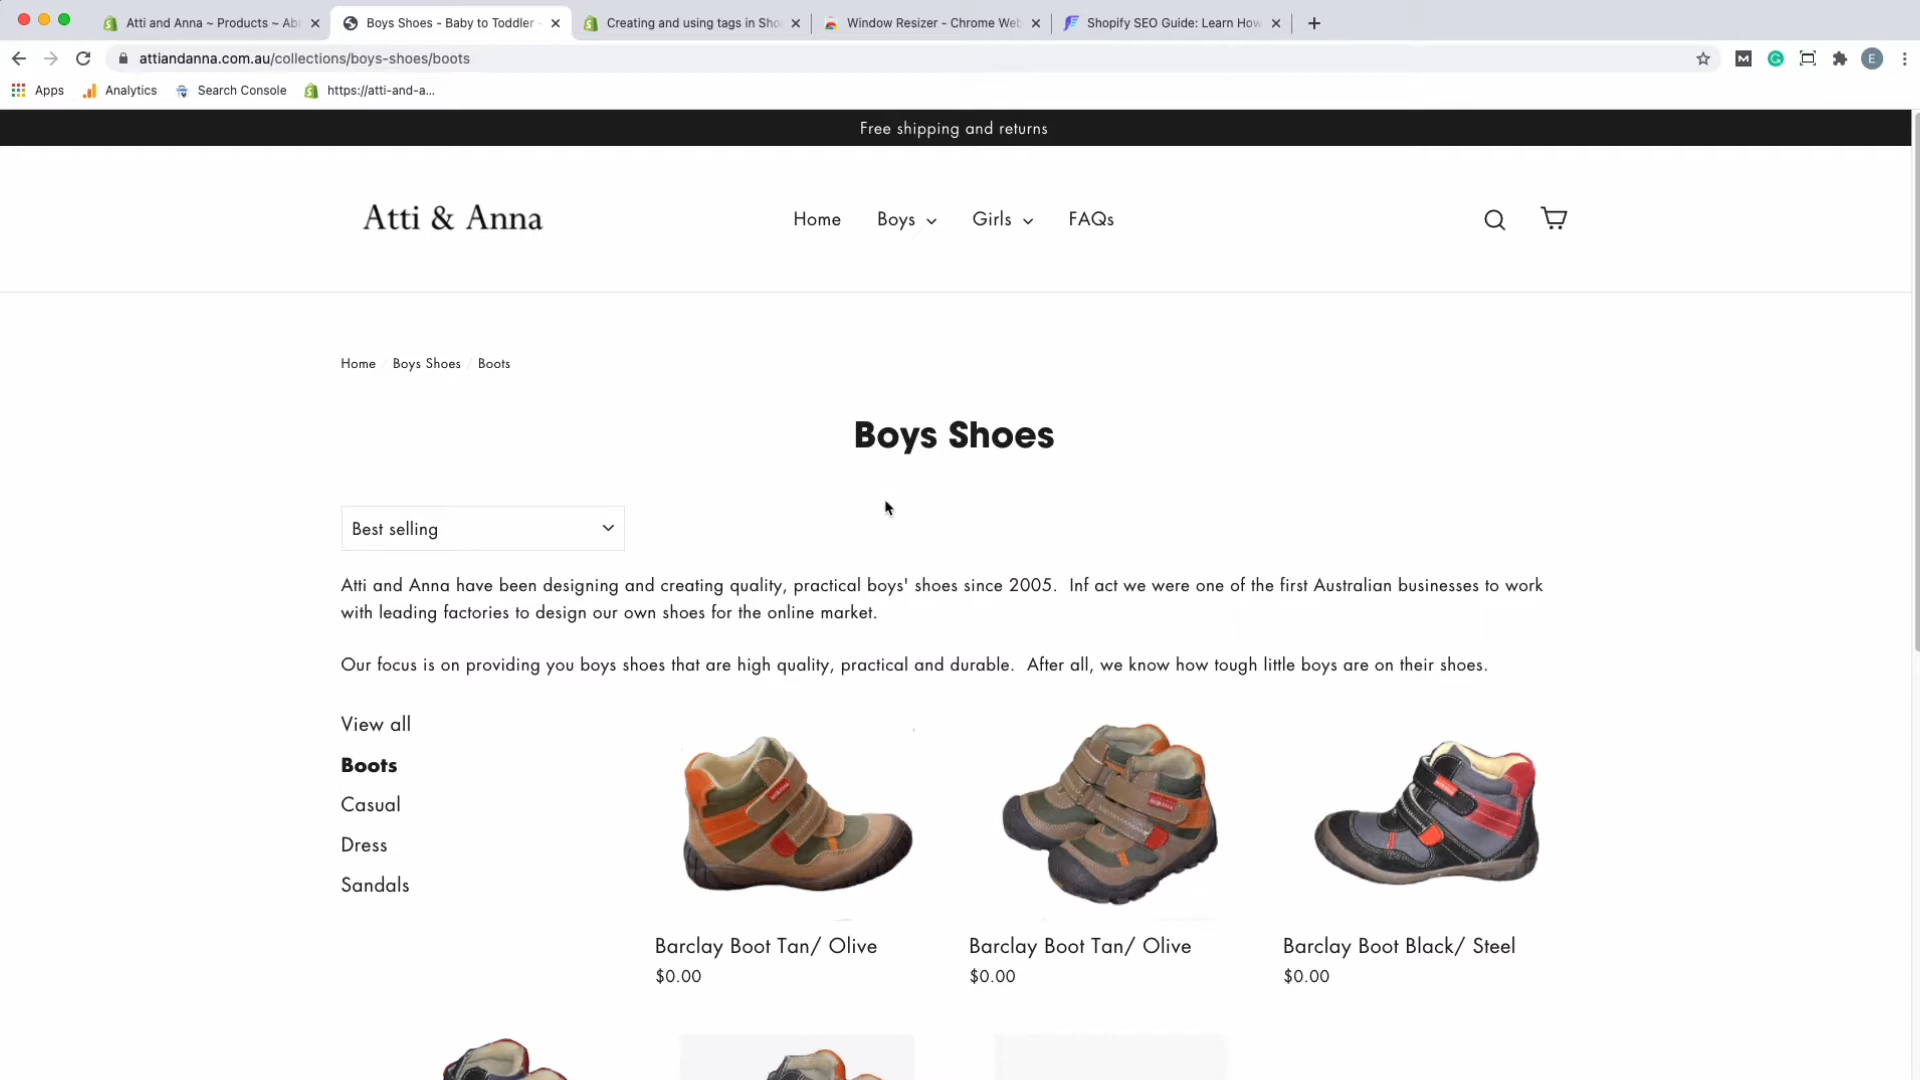 Atti and Anna ~ Products ~ Ab
Boys Shoes - Baby to Toddler -
Creating and using tags in Sho
Window Resizer - Chrome Web
Shopify SEO Guide: Learn How
attiandanna.com.au/collections/boys-shoes/boots
M
G
E
Apps
Analytics
Search Console
https://atti-and-a...
Free shipping and returns
Atti & Anna
Home
Boys
Girls
FAQs
Home / Boys Shoes / Boots
Boys Shoes
Best selling
Atti and Anna have been designing and creating quality, practical boys' shoes since 2005.  Inf act we were one of the first Australian businesses to work
with leading factories to design our own shoes for the online market.
Our focus is on providing you boys shoes that are high quality, practical and durable.  After all, we know how tough little boys are on their shoes.
View all
Boots
Casual
Dress
Sandals
Barclay Boot Tan/ Olive
$0.00
Barclay Boot Tan/ Olive
$0.00
Barclay Boot Black/ Steel
$0.00